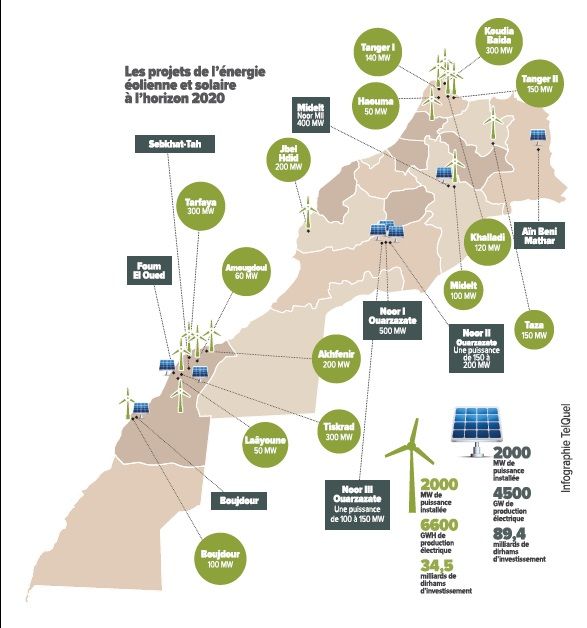 Les projets de l'énergie
éolienne et solaire
à l'horizon 2020
Tanger I
140 MW
Koudia
Baida
300 MW
Tanger II
150 MW
Haouma
50 MW
Midelt
Noor MII
400 MW
Sebkhat-Tah
Jbel
Hdid
200 MW
Tarfaya
300 MW
Aïn Beni
Mathar
Khalladi
120 MW
Foum
El Oued
Amougdoul
60 MW
Midelt
100 MW
Noor I
Ouarzazate
500 MW
Noor II
Ouarzazate
Une puissance
de 150 à
200 MW
Taza
150 MW
Akhfenir
200 MW
Tiskrad
300 MW
Laâyoune
50 MW
Boujdour
Noor III
Ouarzazate
Une puissance
de 100 à 150 MW
Boujdour
100 MW
2000
MW de
puissance
installée
6600
GWH de
production
électrique
34,5
milliards de
dirhams
d'investissement
2000
MW de
puissance
installée
4500
GW de
production
électrique
89,4
milliards de
dirhams
d'investissement
Infographie TelQuel